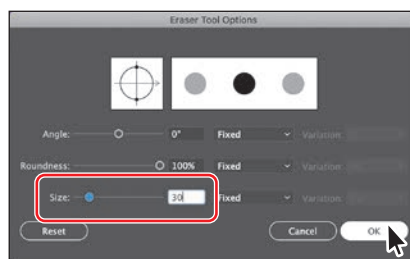 Eraser Tool Options
Angle: 0° Fixed Variation:
Roundness: 100% Fixed Variation:
Size: 30 Fixed Variation:
Reset Cancel OK